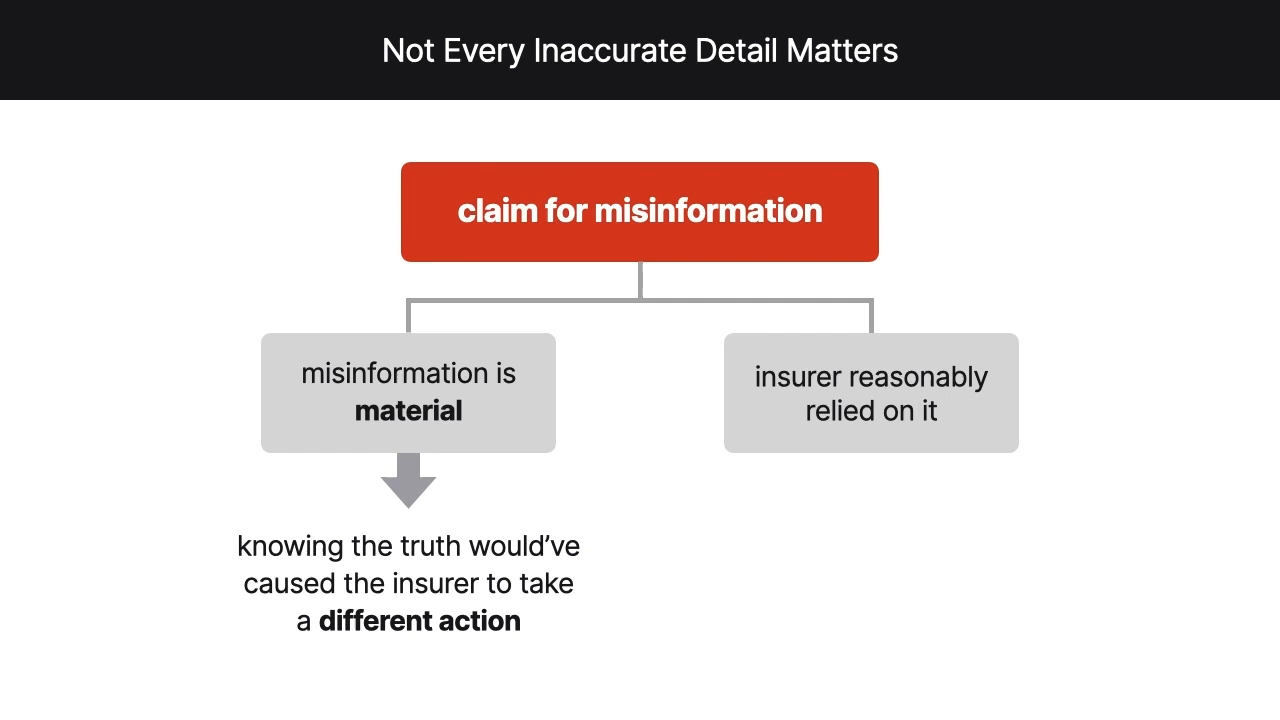 Not Every Inaccurate Detail Matters
claim for misinformation
misinformation is
material
insurer reasonably
relied on it
knowing the truth would’ve
caused the insurer to take
a different action